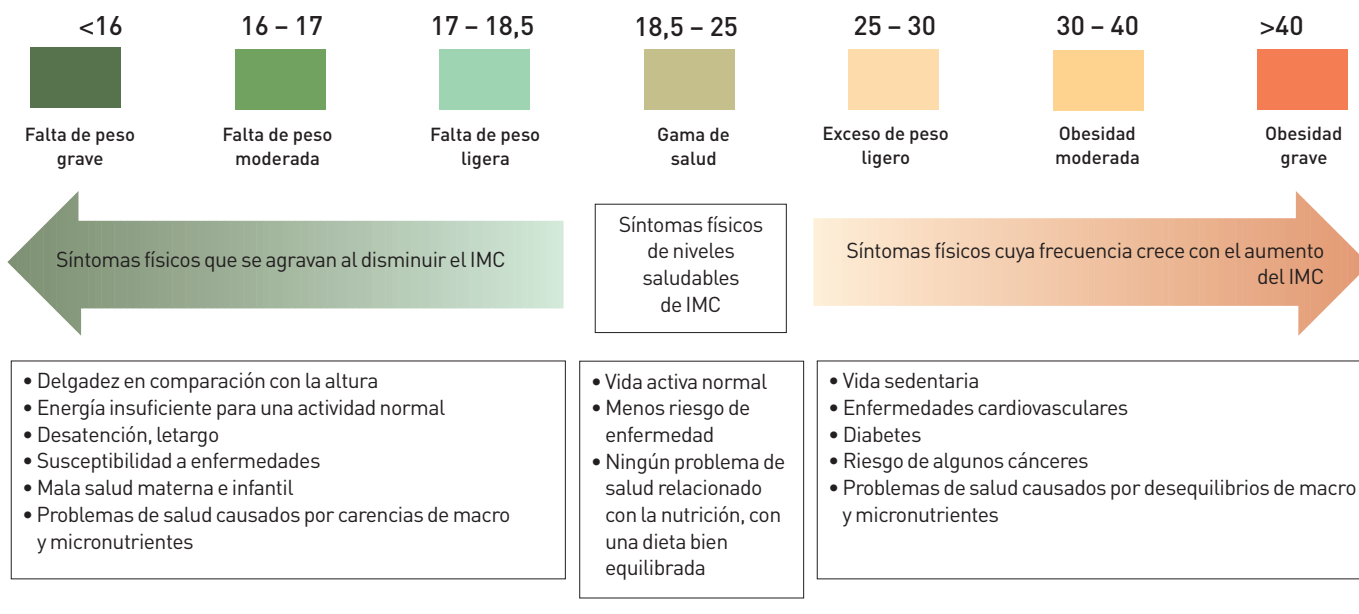 <16
16 – 17
17 – 18,5
18,5 – 25
25 – 30
30 – 40
>40
Falta de peso
grave
Falta de peso
moderada
Falta de peso
ligera
Gama de
salud
Exceso de peso
ligero
Obesidad
moderada
Obesidad
grave
Síntomas físicos que se agravan al disminuir el IMC
Síntomas físicos
de niveles
saludables
de IMC
Síntomas físicos cuya frecuencia crece con el aumento
del IMC
• Delgadez en comparación con la altura
• Energía insuficiente para una actividad normal
• Desatención, letargo
• Susceptibilidad a enfermedades
• Mala salud materna e infantil
• Problemas de salud causados por carencias de macro
y micronutrientes
• Vida activa normal
• Menos riesgo de
enfermedad
• Ningún problema de
salud relacionado
con la nutrición, con
una dieta bien
equilibrada
• Vida sedentaria
• Enfermedades cardiovasculares
• Diabetes
• Riesgo de algunos cánceres
• Problemas de salud causados por desequilibrios de macro
y micronutrientes